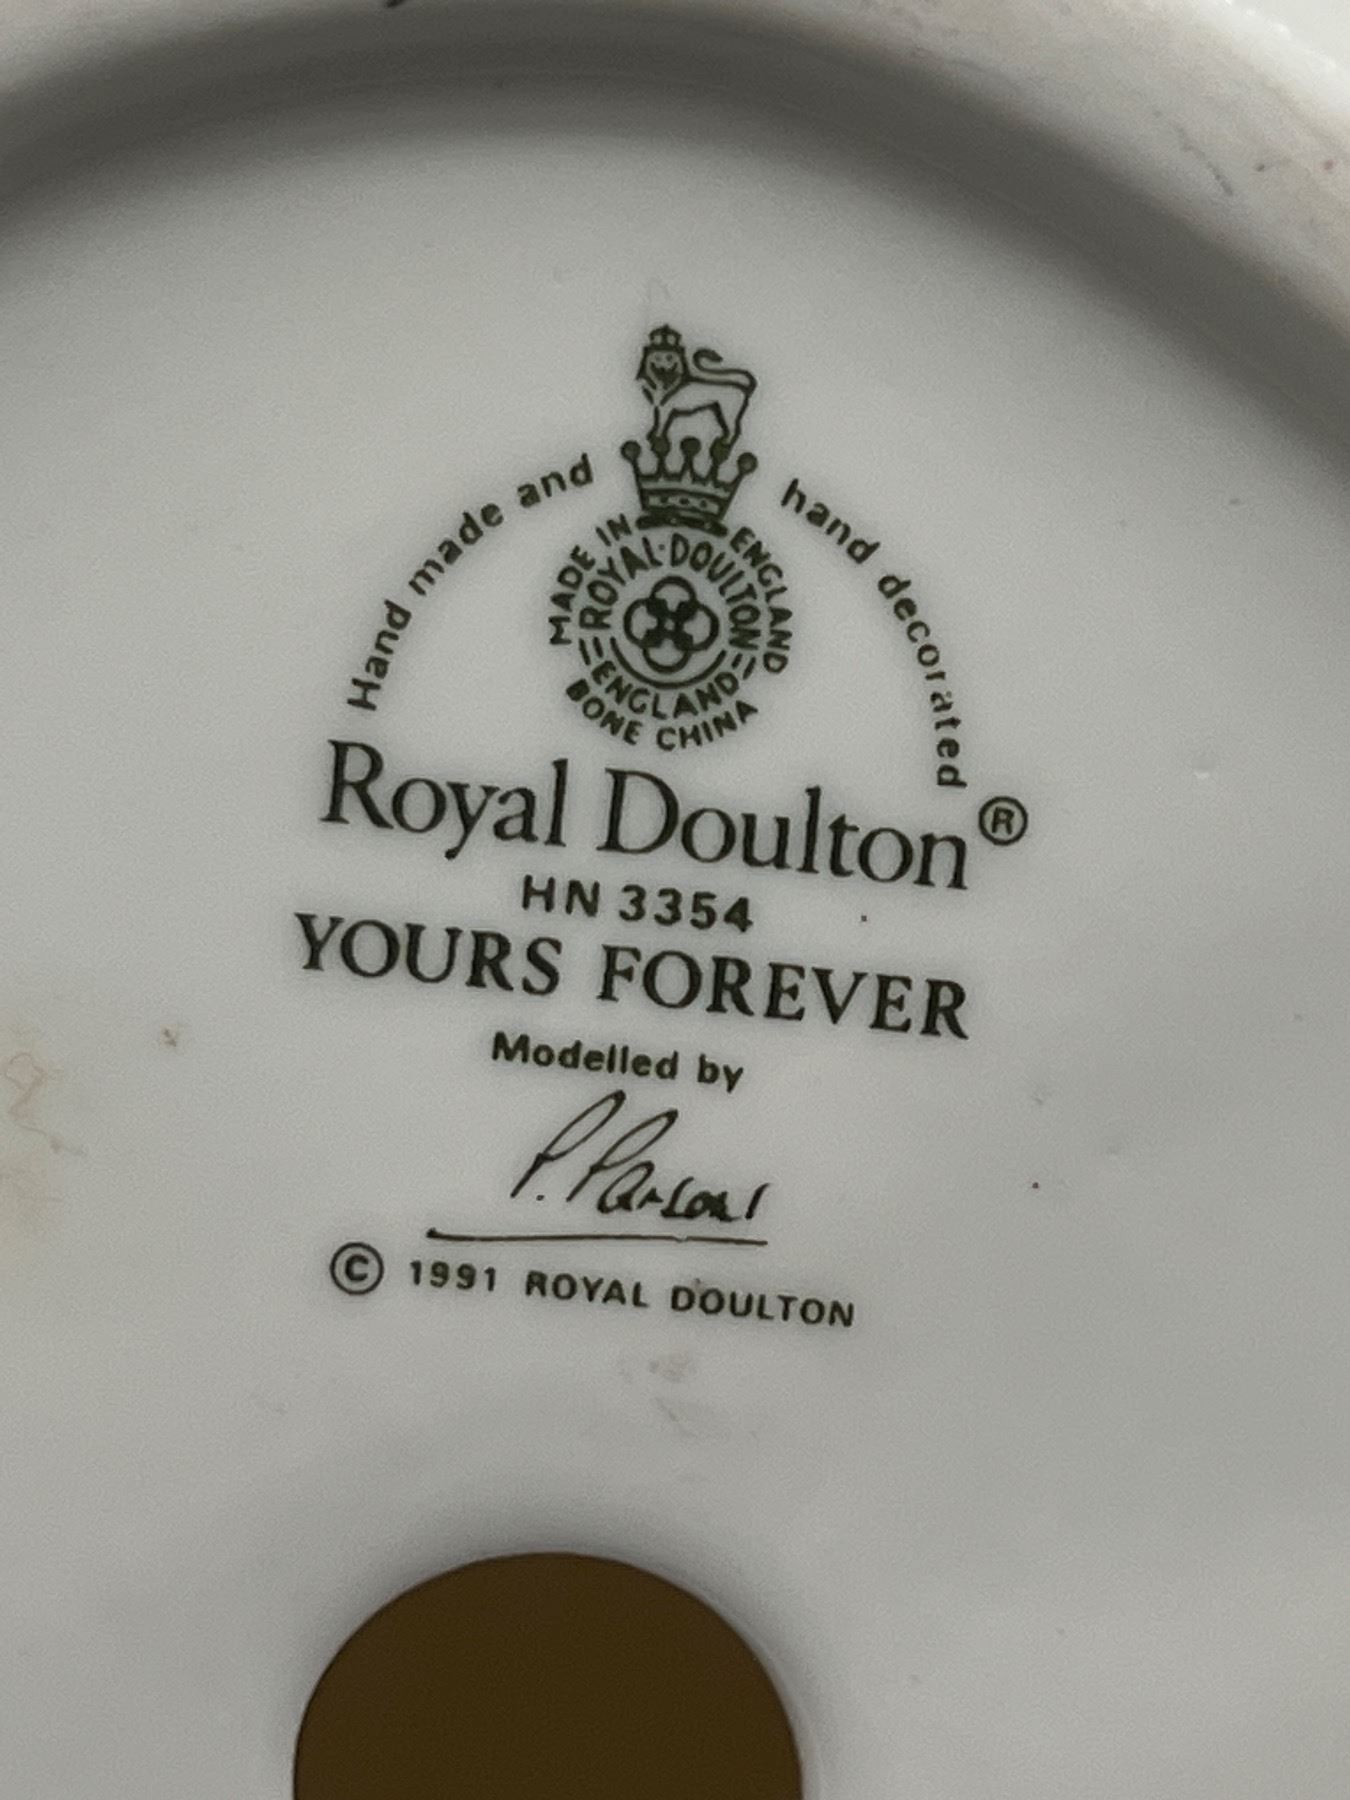 Hand made and hand decorated
MADE IN ENGLAND
ROYAL·DOULTON
ENGLAND
BONE CHINA
Royal Doulton®
HN 3354
YOURS FOREVER
Modelled by
P. Parsons
© 1991 ROYAL DOULTON